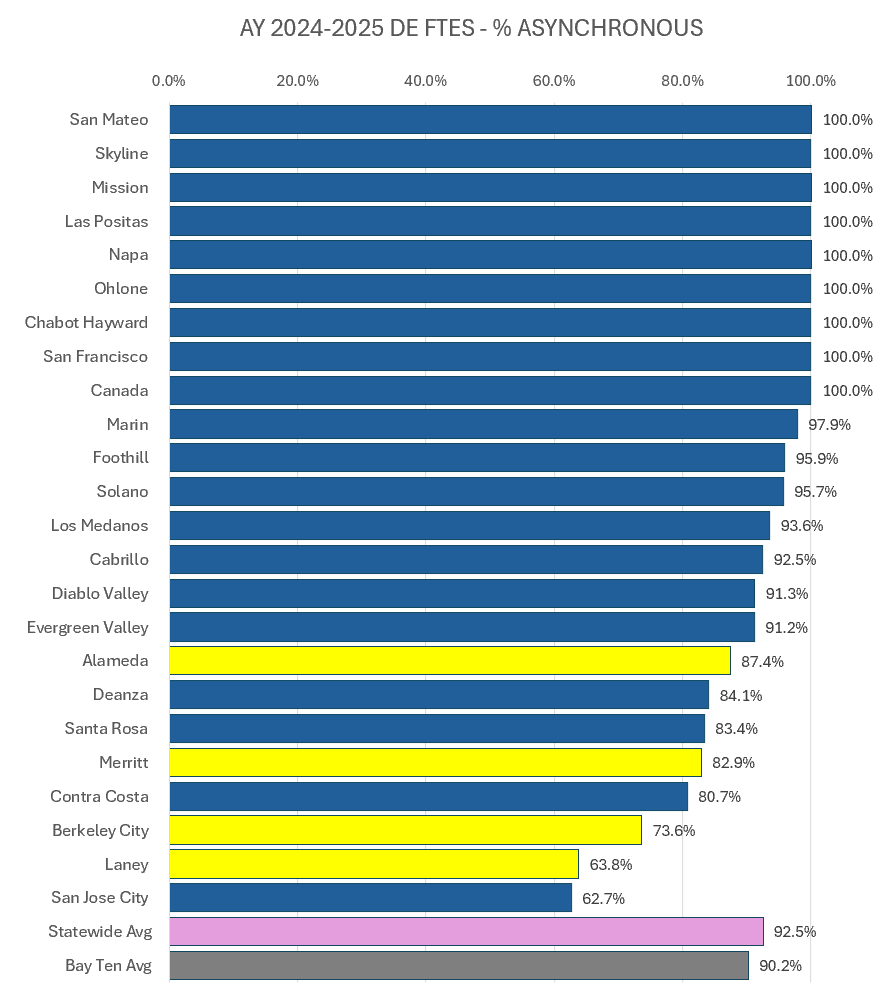 AY 2024-2025 DE FTES - % ASYNCHRONOUS
0.0% 20.0% 40.0% 60.0% 80.0% 100.0%
San Mateo 100.0%
Skyline 100.0%
Mission 100.0%
Las Positas 100.0%
Napa 100.0%
Ohlone 100.0%
Chabot Hayward 100.0%
San Francisco 100.0%
Canada 100.0%
Marin 97.9%
Foothill 95.9%
Solano 95.7%
Los Medanos 93.6%
Cabrillo 92.5%
Diablo Valley 91.3%
Evergreen Valley 91.2%
Alameda 87.4%
Deanza 84.1%
Santa Rosa 83.4%
Merritt 82.9%
Contra Costa 80.7%
Berkeley City 73.6%
Laney 63.8%
San Jose City 62.7%
Statewide Avg 92.5%
Bay Ten Avg 90.2%